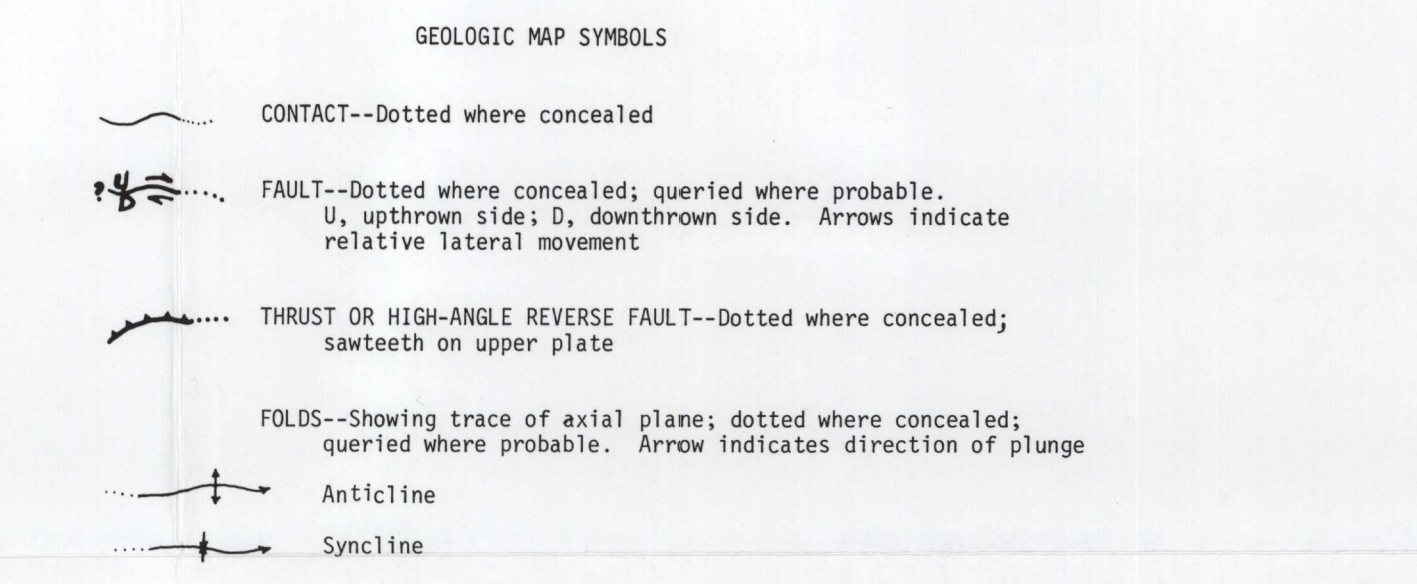 GEOLOGIC MAP SYMBOLS
CONTACT--Dotted where concealed
? U
D
FAULT--Dotted where concealed; queried where probable.
U, upthrown side; D, downthrown side. Arrows indicate
relative lateral movement
THRUST OR HIGH-ANGLE REVERSE FAULT--Dotted where concealed;
sawteeth on upper plate
FOLDS--Showing trace of axial plane; dotted where concealed;
queried where probable. Arrow indicates direction of plunge
Anticline
Syncline